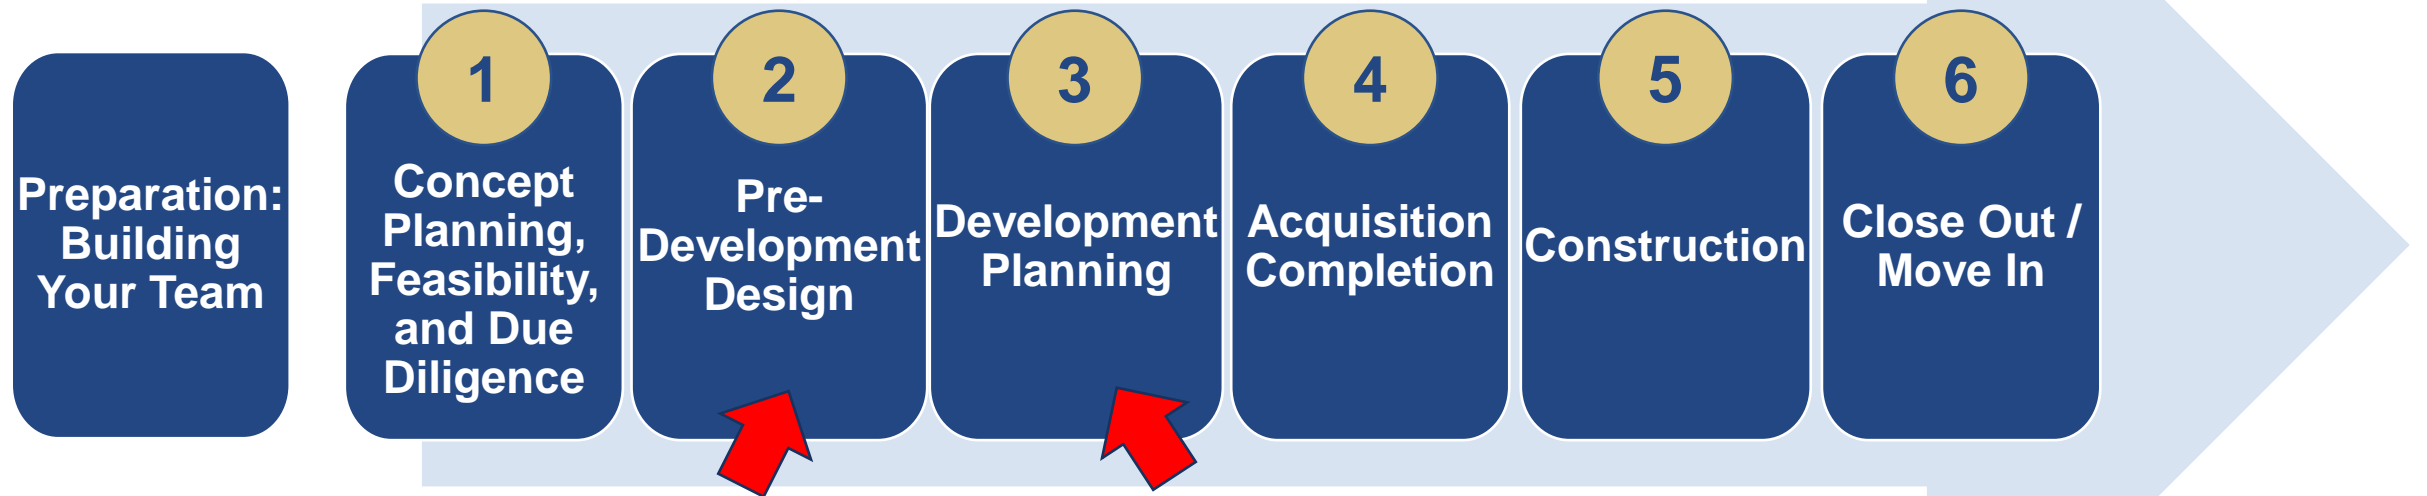 Preparation:
Building
Your Team
1
Concept
Planning,
Feasibility,
and Due
Diligence
2
Pre-
Development
Design
3
Development
Planning
4
Acquisition
Completion
5
Construction
6
Close Out /
Move In